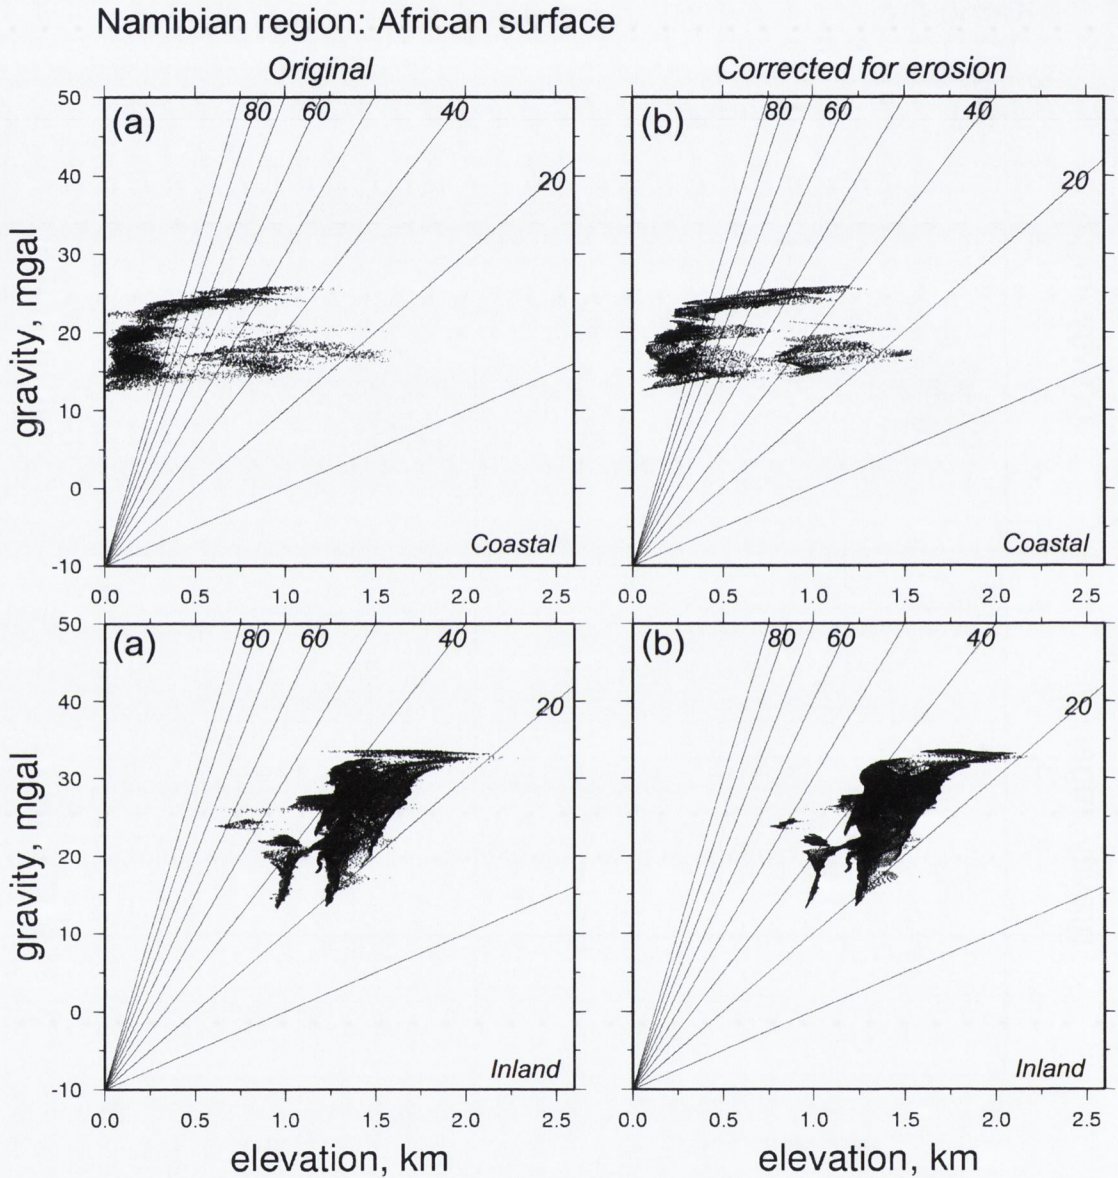 Namibian region: African surface
Original
Corrected for erosion
(a)
80 60 40
20
50
40
30
20
10
0
-10
gravity, mgal
Coastal
0.0 0.5 1.0 1.5 2.0 2.5
(b)
80 60 40
20
Coastal
0.0 0.5 1.0 1.5 2.0 2.5
(a)
80 60 40
20
50
40
30
20
10
0
-10
gravity, mgal
Inland
0.0 0.5 1.0 1.5 2.0 2.5
elevation, km
(b)
80 60 40
20
Inland
0.0 0.5 1.0 1.5 2.0 2.5
elevation, km